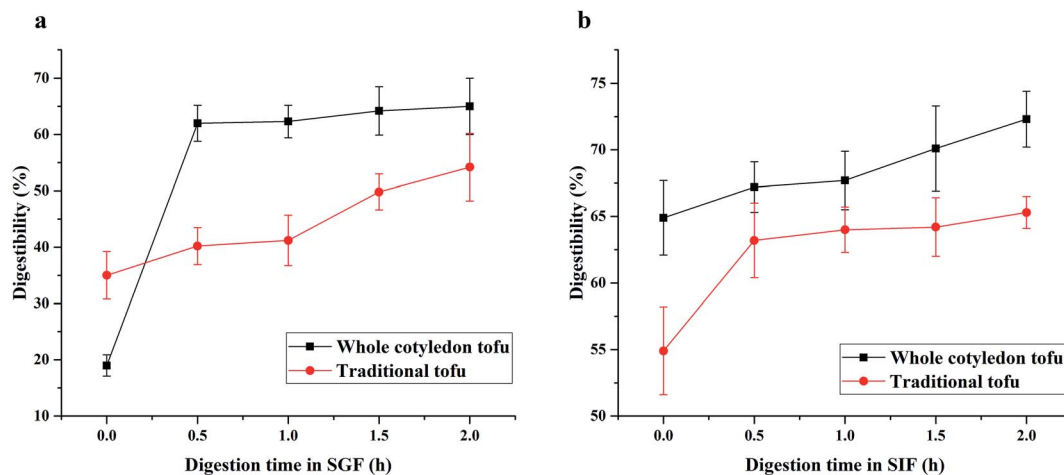 a
70
60
50
40
30
20
10
Digestibility (%)
0.0 0.5 1.0 1.5 2.0
Digestion time in SGF (h)
Whole cotyledon tofu
Traditional tofu
b
75
70
65
60
55
50
Digestibility (%)
0.0 0.5 1.0 1.5 2.0
Digestion time in SIF (h)
Whole cotyledon tofu
Traditional tofu